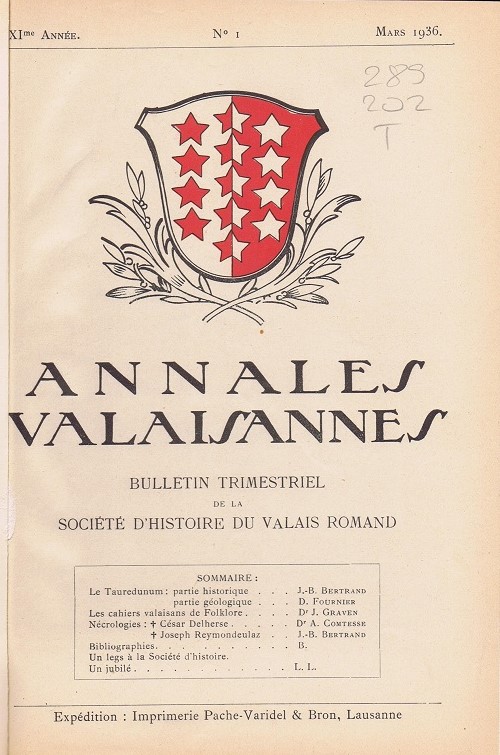 XIme ANNÉE. No 1 MARS 1936.
289
202
T
ANNALES
VALAISANNES
BULLETIN TRIMESTRIEL
DE LA
SOCIÉTÉ D'HISTOIRE DU VALAIS ROMAND
SOMMAIRE :
Le Tauredunum : partie historique . . . J.-B. BERTRAND
partie géologique . . . D. FOURNIER
Les cahiers valaisans de Folklore . . . . Dr J. GRAVEN
Nécrologies : † César Delherse . . . . . Dr A. COMTESSE
† Joseph Reymondeulaz . . J.-B. BERTRAND
Bibliographies. . . . . . . . . . . B.
Un legs à la Société d'histoire.
Un jubilé . . . . . . . . . . . . . L. L.
Expédition : Imprimerie Pache-Varidel & Bron, Lausanne